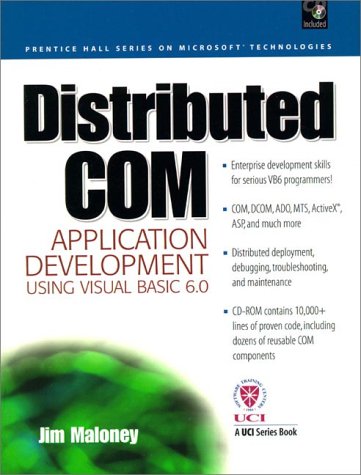 Included
PRENTICE HALL SERIES ON MICROSOFT TECHNOLOGIES
Distributed
COM
APPLICATION
DEVELOPMENT
USING VISUAL BASIC 6.0
Enterprise development skills
for serious VB6 programmers!
COM, DCOM, ADO, MTS, ActiveX®,
ASP, and much more
Distributed deployment,
debugging, troubleshooting,
and maintenance
CD-ROM contains 10,000+
lines of proven code, including
dozens of reusable COM
components
SOFTWARE TRAINING CENTERS
UCI
A UCI Series Book
Jim Maloney